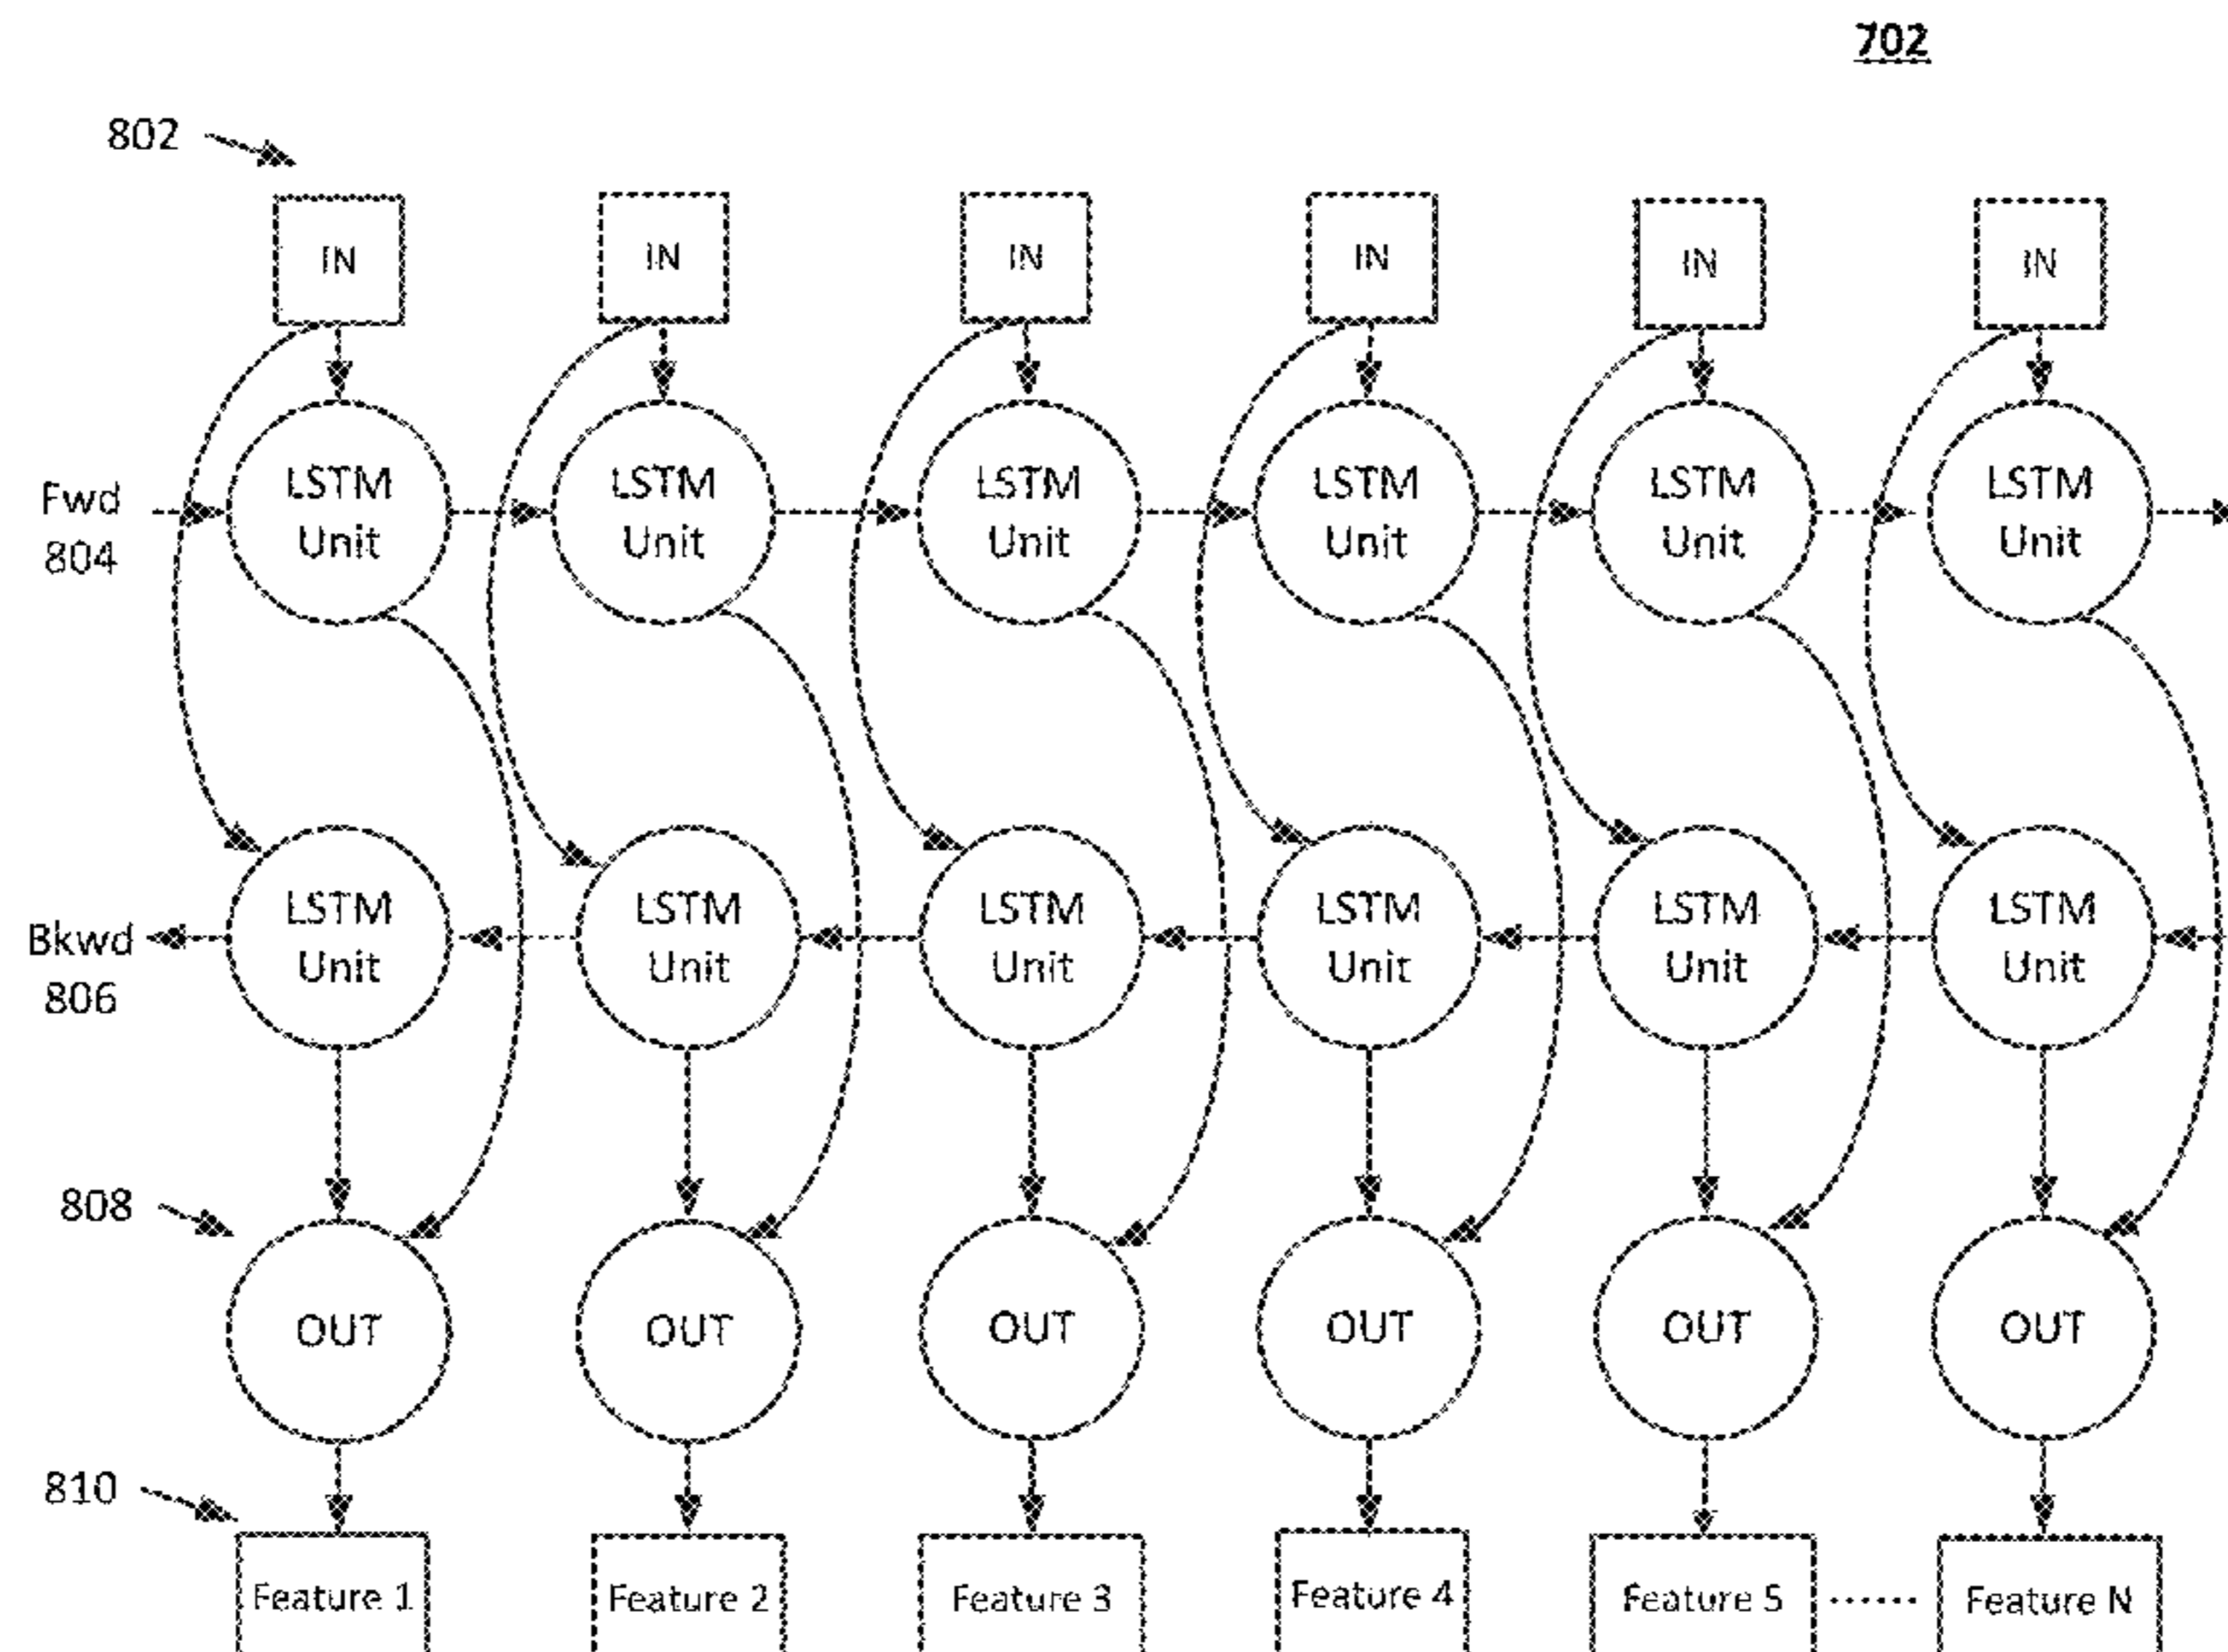 702
802
IN IN IN IN IN IN
Fwd
804
LSTM
Unit
LSTM
Unit
LSTM
Unit
LSTM
Unit
LSTM
Unit
LSTM
Unit
Bkwd
806
LSTM
Unit
LSTM
Unit
LSTM
Unit
LSTM
Unit
LSTM
Unit
LSTM
Unit
808
OUT OUT OUT OUT OUT OUT
810
Feature 1 Feature 2 Feature 3 Feature 4 Feature 5 ...... Feature N